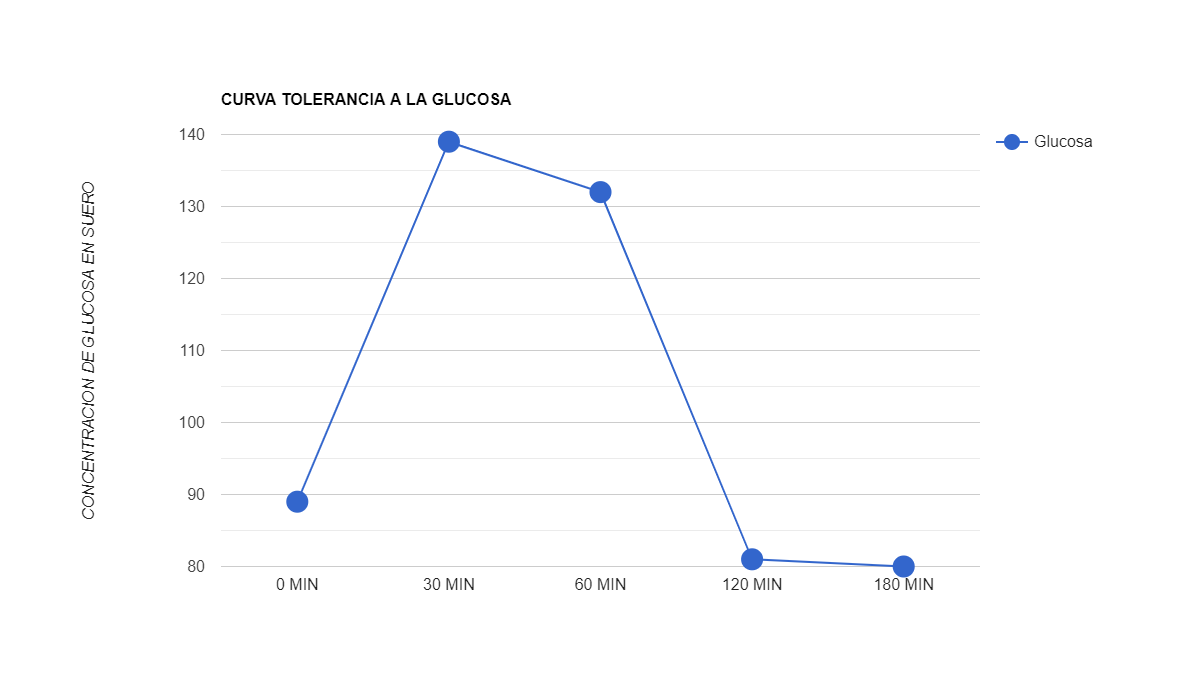 CURVA TOLERANCIA A LA GLUCOSA
Glucosa
CONCENTRACION DE GLUCOSA EN SUERO
140
130
120
110
100
90
80
0 MIN
30 MIN
60 MIN
120 MIN
180 MIN